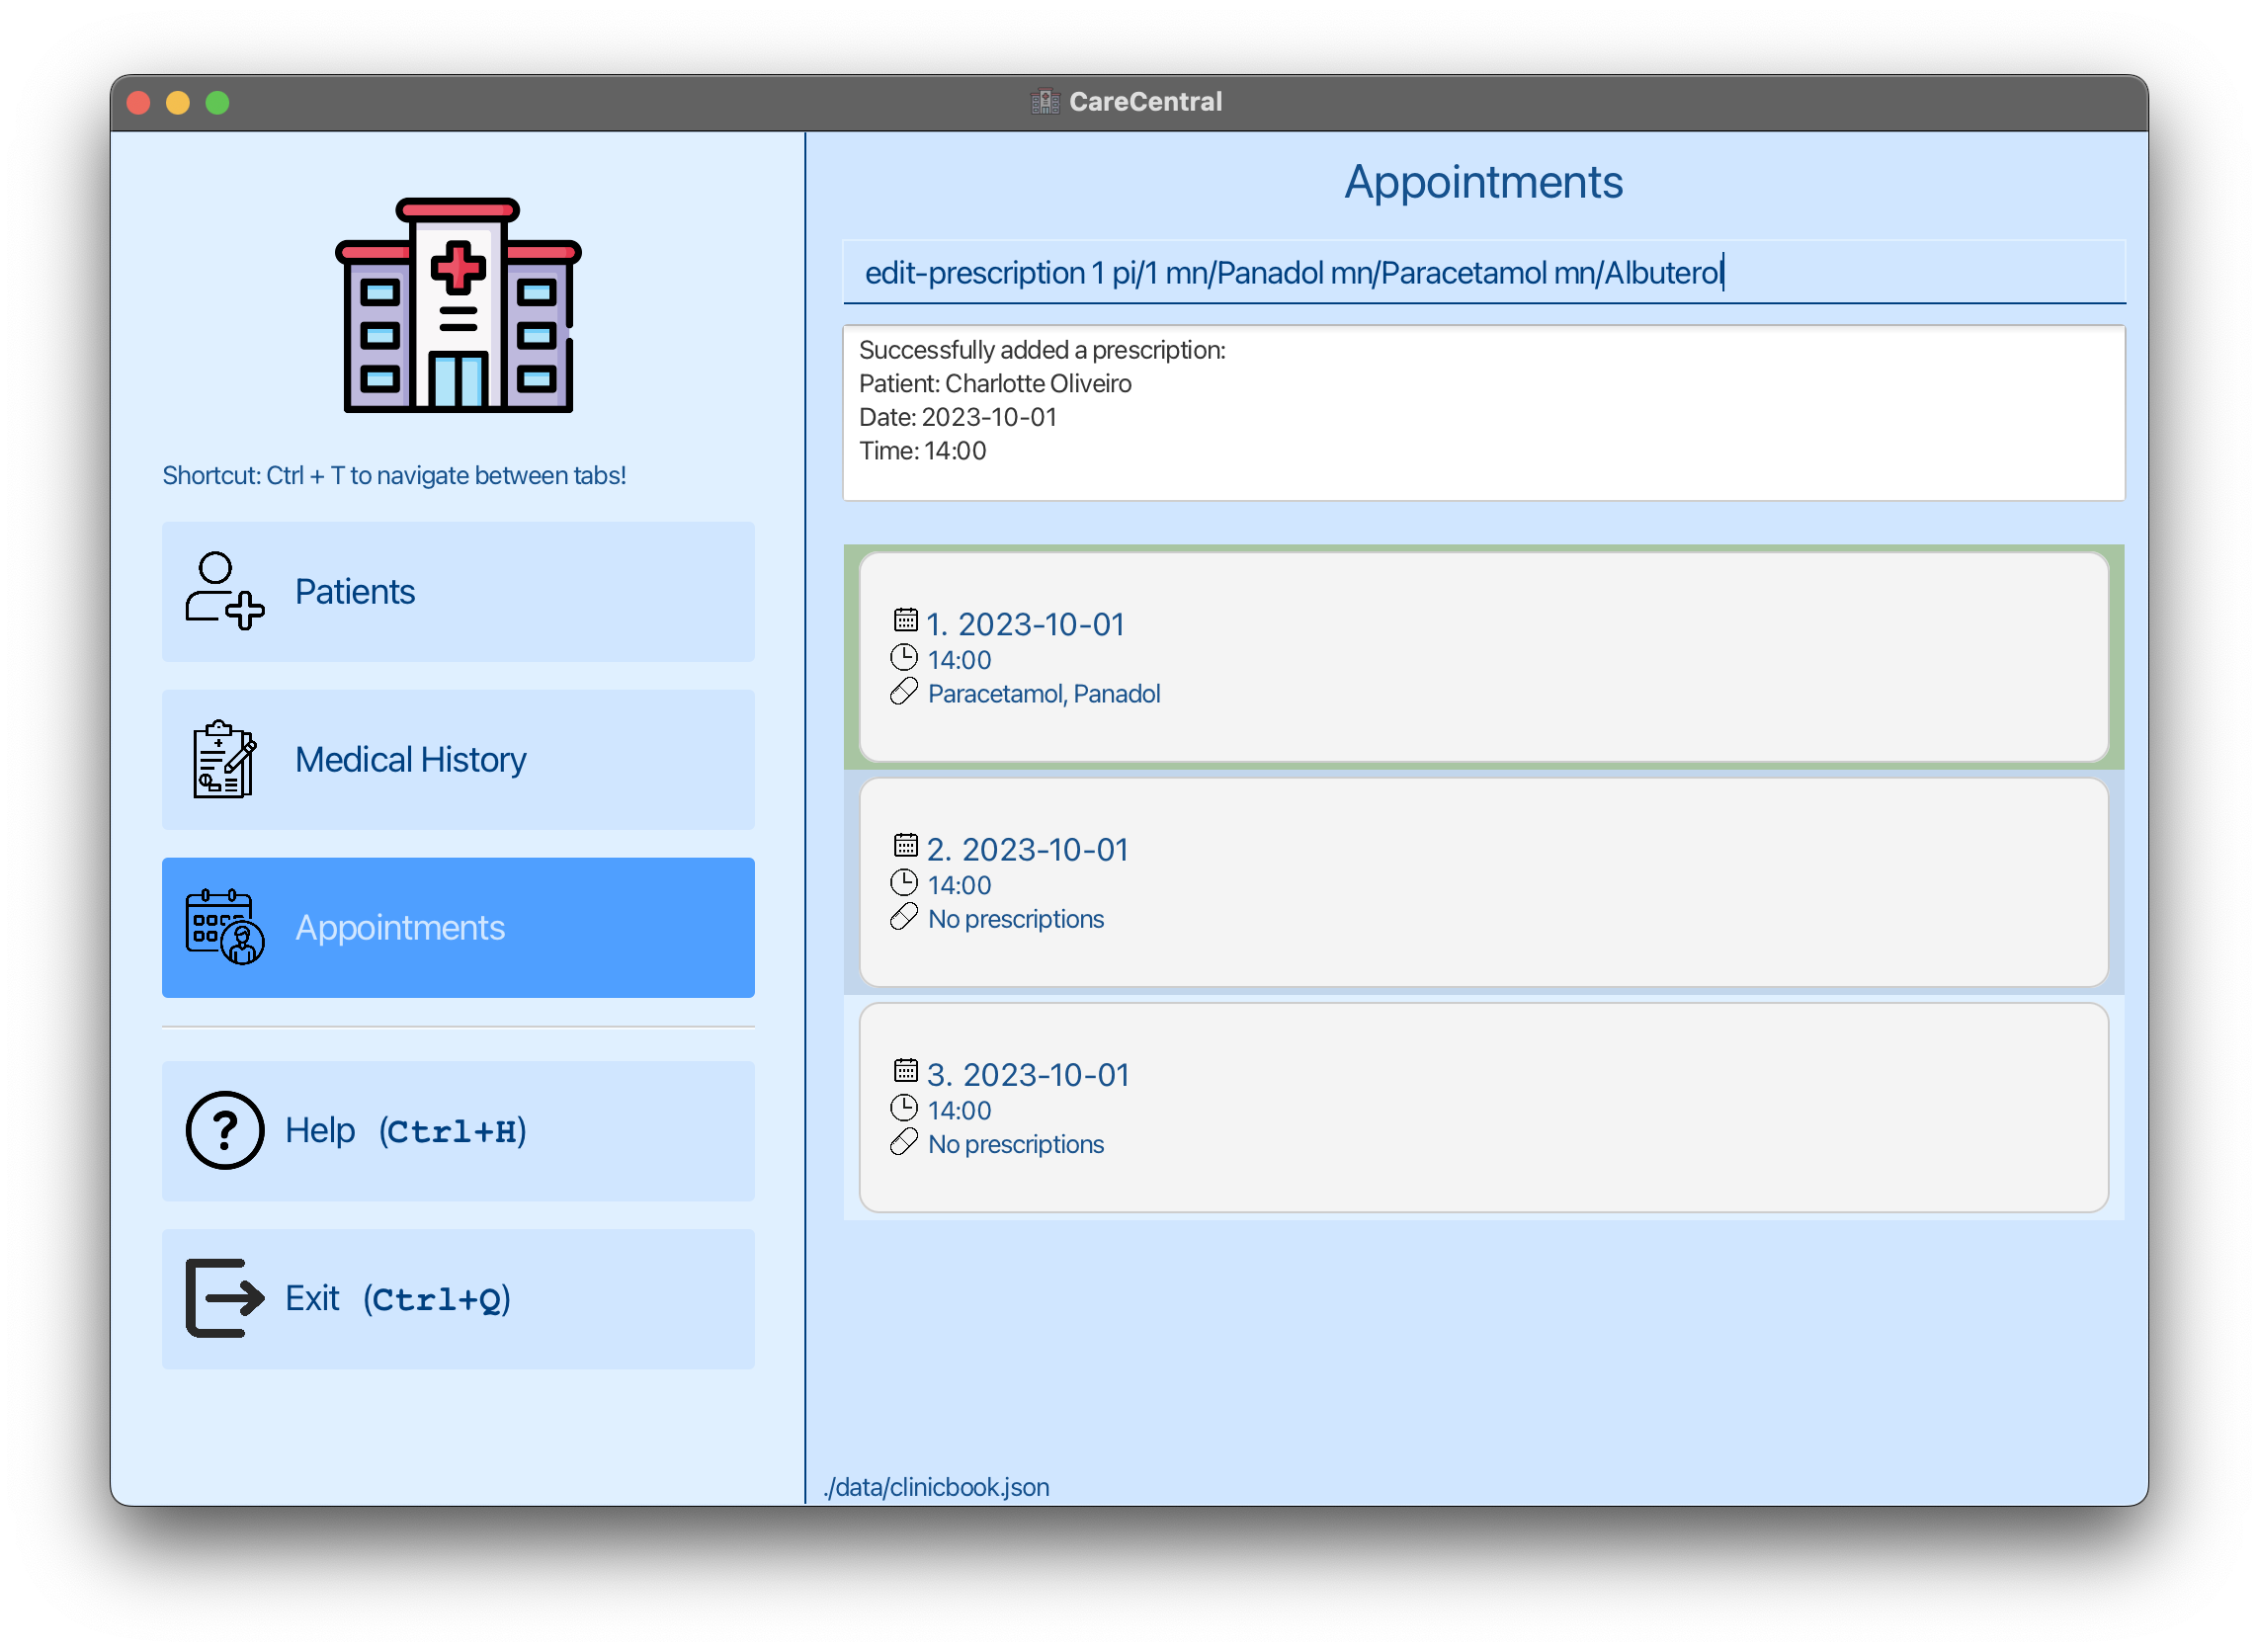 CareCentral
Shortcut: Ctrl + T to navigate between tabs!
Patients
Medical History
Appointments
Help (Ctrl+H)
Exit (Ctrl+Q)
Appointments
edit-prescription 1 pi/1 mn/Panadol mn/Paracetamol mn/Albuterol
Successfully added a prescription:
Patient: Charlotte Oliveiro
Date: 2023-10-01
Time: 14:00
1. 2023-10-01
14:00
Paracetamol, Panadol
2. 2023-10-01
14:00
No prescriptions
3. 2023-10-01
14:00
No prescriptions
./data/clinicbook.json